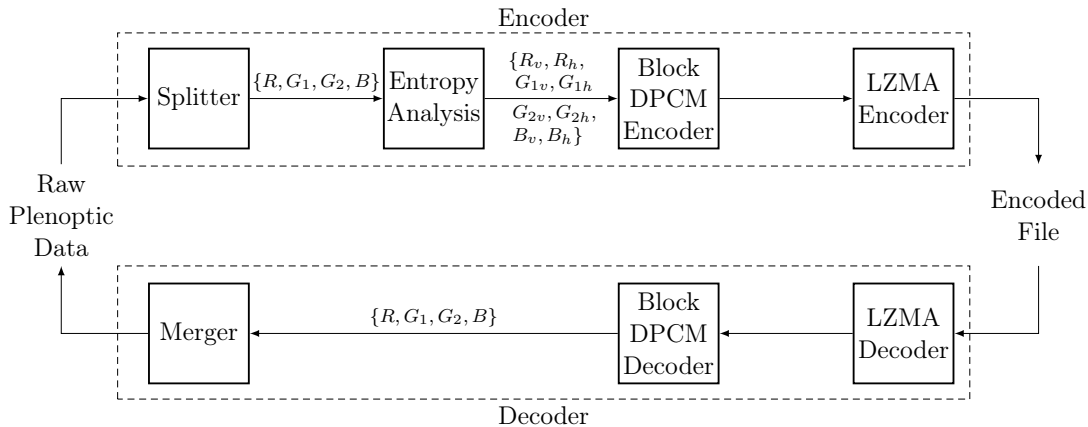 Encoder
Splitter
{R, G₁, G₂, B}
Entropy
Analysis
{Rᵥ, Rₕ,
G₁ᵥ, G₁ₕ
G₂ᵥ, G₂ₕ,
Bᵥ, Bₕ}
Block
DPCM
Encoder
LZMA
Encoder
Raw
Plenoptic
Data
Encoded
File
Merger
{R, G₁, G₂, B}
Block
DPCM
Decoder
LZMA
Decoder
Decoder